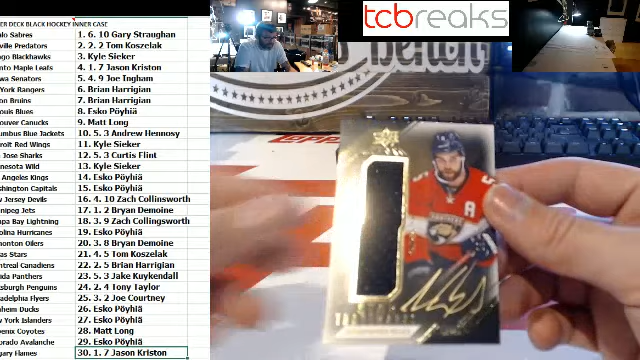 ER DECK BLACK HOCKEY INNER CASE
alo Sabres 1. 6. 10 Gary Straughan
ville Predators 2. 2. 2 Tom Koszelak
ago Blackhawks 3. Kyle Sieker
onto Maple Leafs 4. 1. 7 Jason Kriston
wa Senators 5. 4. 9 Joe Ingham
York Rangers 6. Brian Harrigian
on Bruins 7. Brian Harrigian
ouis Blues 8. Esko Pöyhiä
ouver Canucks 9. Matt Long
umbus Blue Jackets 10. 5. 3 Andrew Hennosy
roit Red Wings 11. Kyle Sieker
Jose Sharks 12. 5. 3 Curtis Flint
nesota Wild 13. Kyle Sieker
Angeles Kings 14. Esko Pöyhiä
shington Capitals 15. Esko Pöyhiä
Jersey Devils 16. 4. 10 Zach Collinsworth
nipeg Jets 17. 1. 2 Bryan Demoine
pa Bay Lightning 18. 3. 9 Zach Collingsworth
olina Hurricanes 19. Esko Pöyhiä
onton Oilers 20. 3. 8 Bryan Demoine
as Stars 21. 4. 5 Tom Koszelak
treal Canadiens 22. 2. 5 Brian Harrigian
ida Panthers 23. 5. 3 Jake Kuykendall
sburgh Penguins 24. 2. 4 Tony Taylor
adelphia Flyers 25. 3. 2 Joe Courtney
heim Ducks 26. Esko Pöyhiä
York Islanders 27. Esko Pöyhiä
enix Coyotes 28. Matt Long
orado Avalanche 29. Esko Pöyhiä
gary Flames 30. 1. 7 Jason Kriston
tcbreaks
A